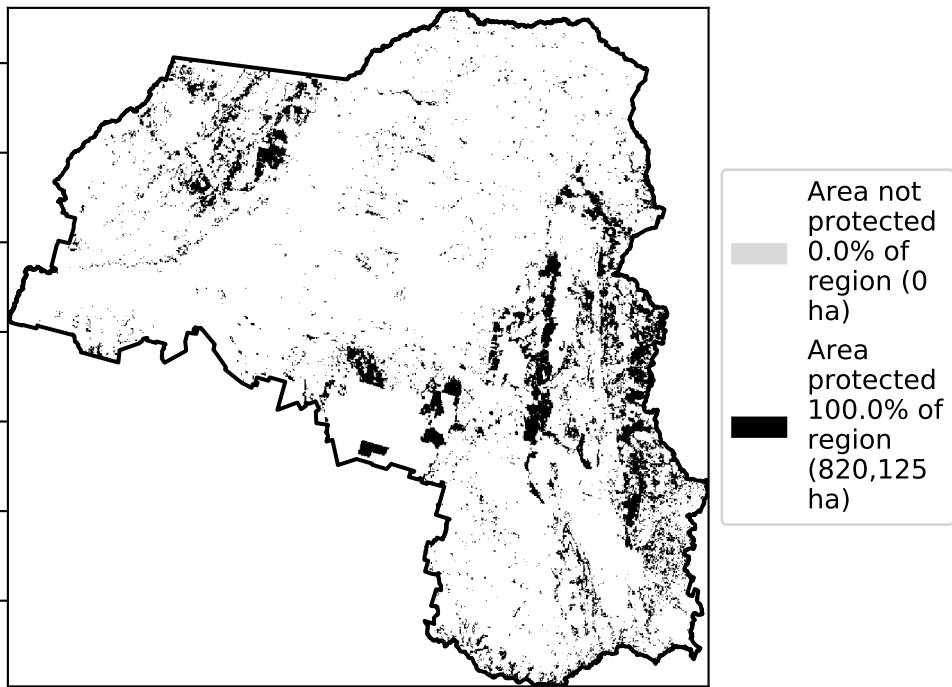 Area not
protected
0.0% of
region (0
ha)
Area
protected
100.0% of
region
(820,125
ha)